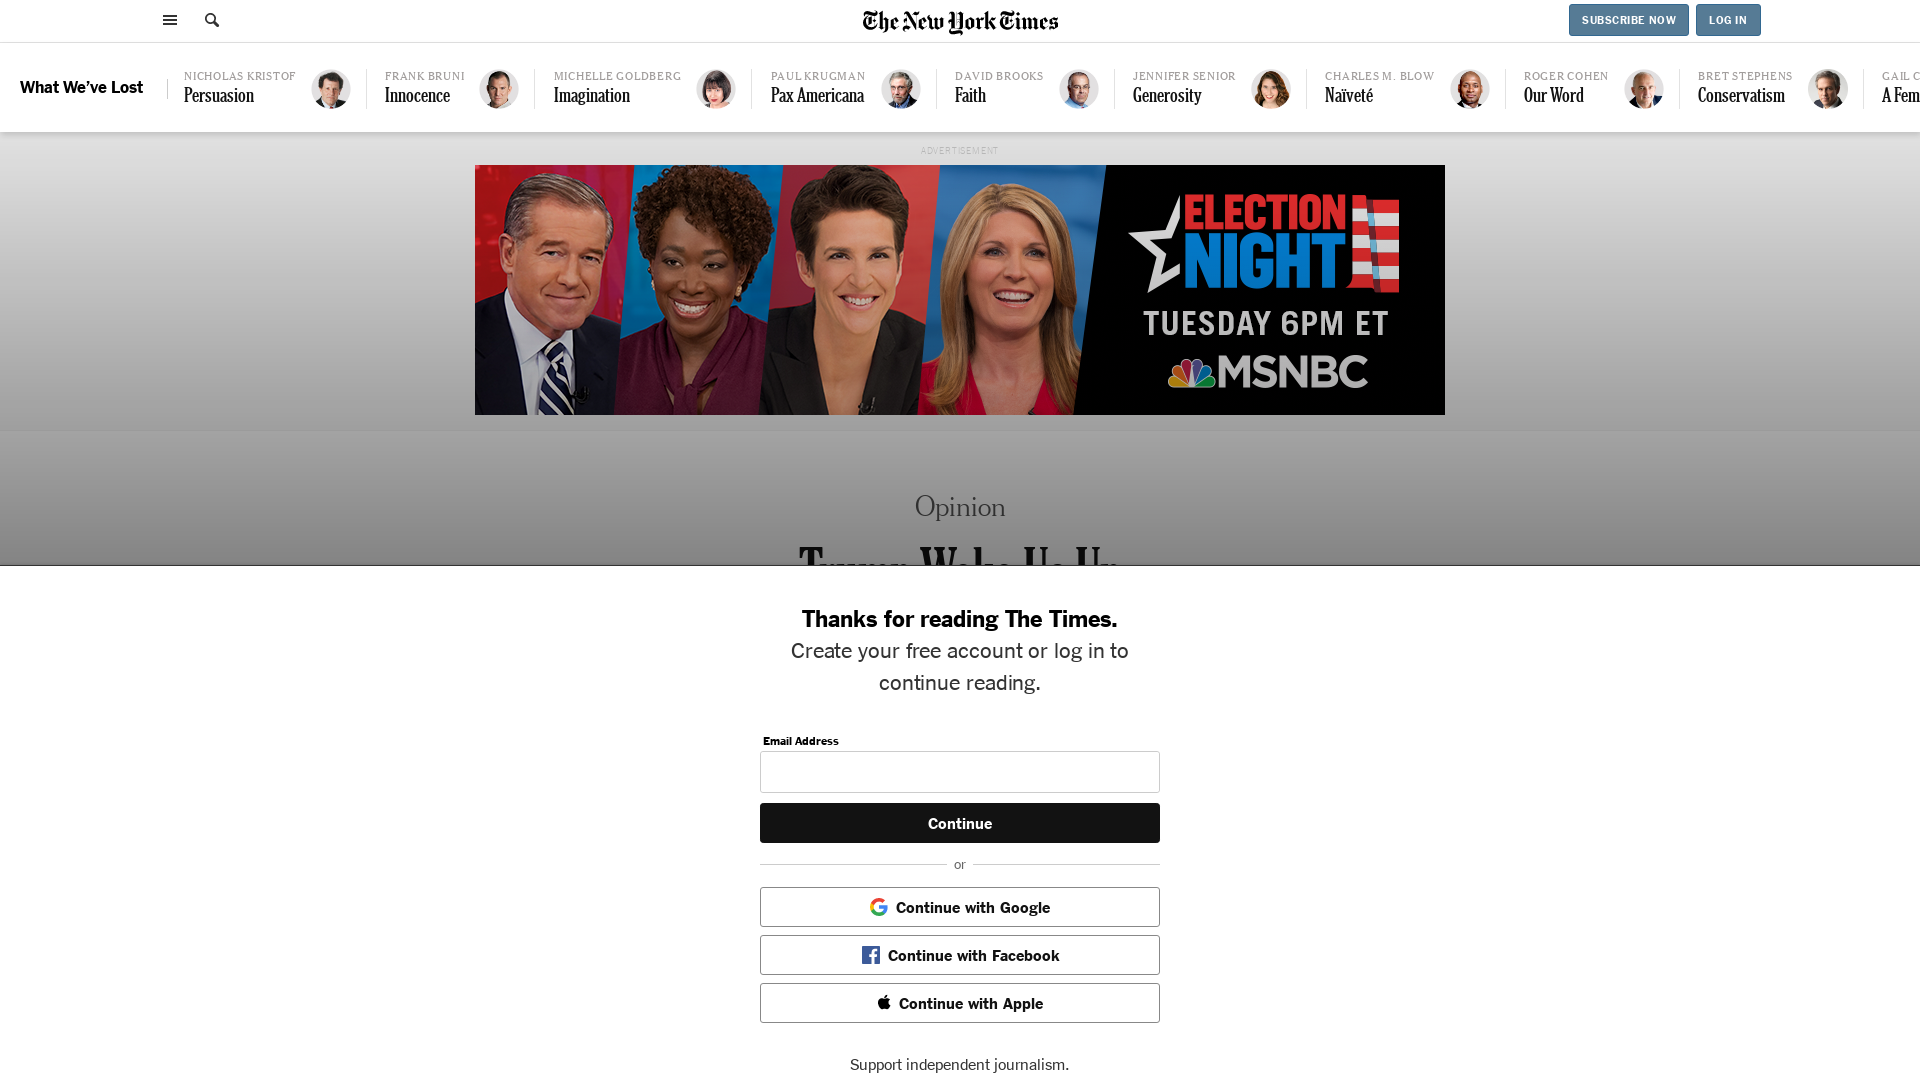 The New York Times
SUBSCRIBE NOW
LOG IN
What We've Lost
NICHOLAS KRISTOF
Persuasion
FRANK BRUNI
Innocence
MICHELLE GOLDBERG
Imagination
PAUL KRUGMAN
Pax Americana
DAVID BROOKS
Faith
JENNIFER SENIOR
Generosity
CHARLES M. BLOW
Naïveté
ROGER COHEN
Our Word
BRET STEPHENS
Conservatism
GAIL C
A Fem
ADVERTISEMENT
ELECTION
NIGHT
TUESDAY 6PM ET
MSNBC
Opinion
Trump Woke Us Up
Thanks for reading The Times.
Create your free account or log in to
continue reading.
Email Address
Continue
or
Continue with Google
Continue with Facebook
Continue with Apple
Support independent journalism.